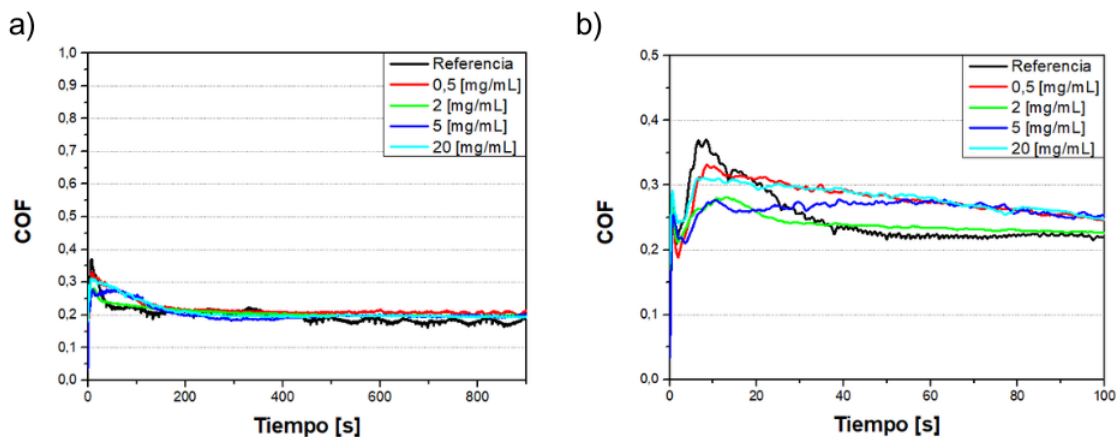 a)
1,0
0,9
0,8
0,7
0,6
0,5
0,4
0,3
0,2
0,1
0,0
COF
0 200 400 600 800
Tiempo [s]
Referencia
0,5 [mg/mL]
2 [mg/mL]
5 [mg/mL]
20 [mg/mL]
b)
0,5
0,4
0,3
0,2
0,1
0,0
COF
0 20 40 60 80 100
Tiempo [s]
Referencia
0,5 [mg/mL]
2 [mg/mL]
5 [mg/mL]
20 [mg/mL]